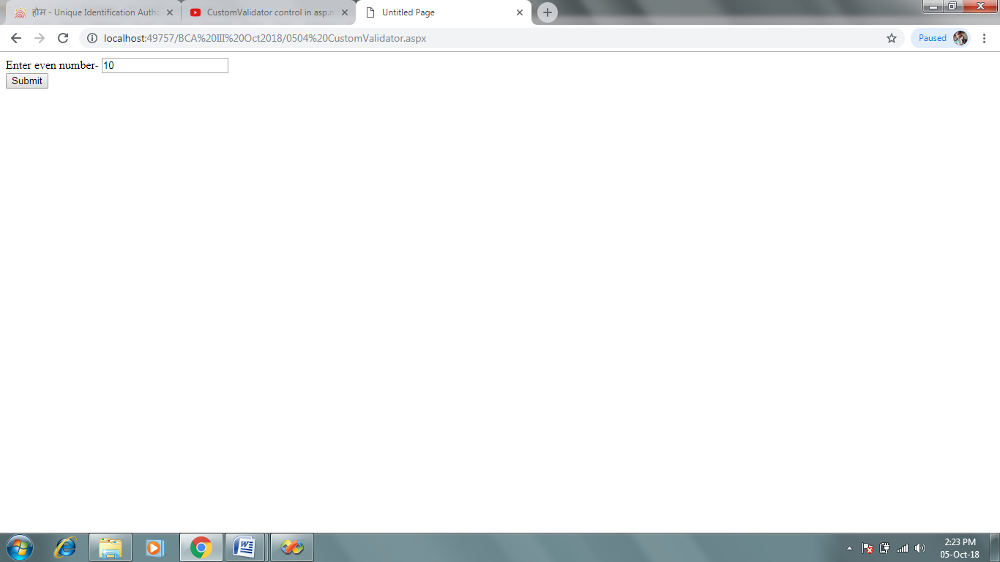 होम - Unique Identification Autho
CustomValidator control in asp.n
Untitled Page
localhost:49757/BCA%20III%20Oct2018/0504%20CustomValidator.aspx
Paused
Enter even number- 10
Submit
2:23 PM
05-Oct-18